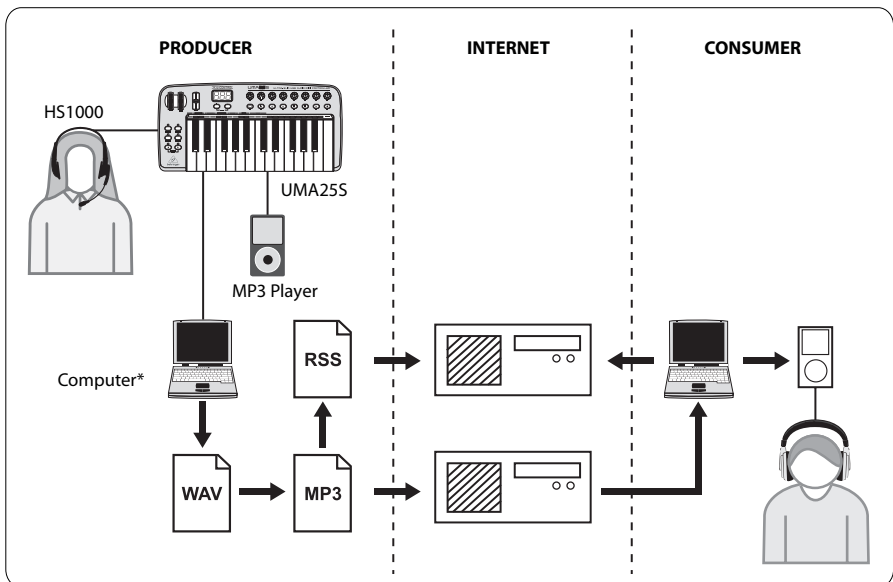 PRODUCER
INTERNET
CONSUMER
HS1000
UMA25S
MP3 Player
Computer*
RSS
WAV
MP3